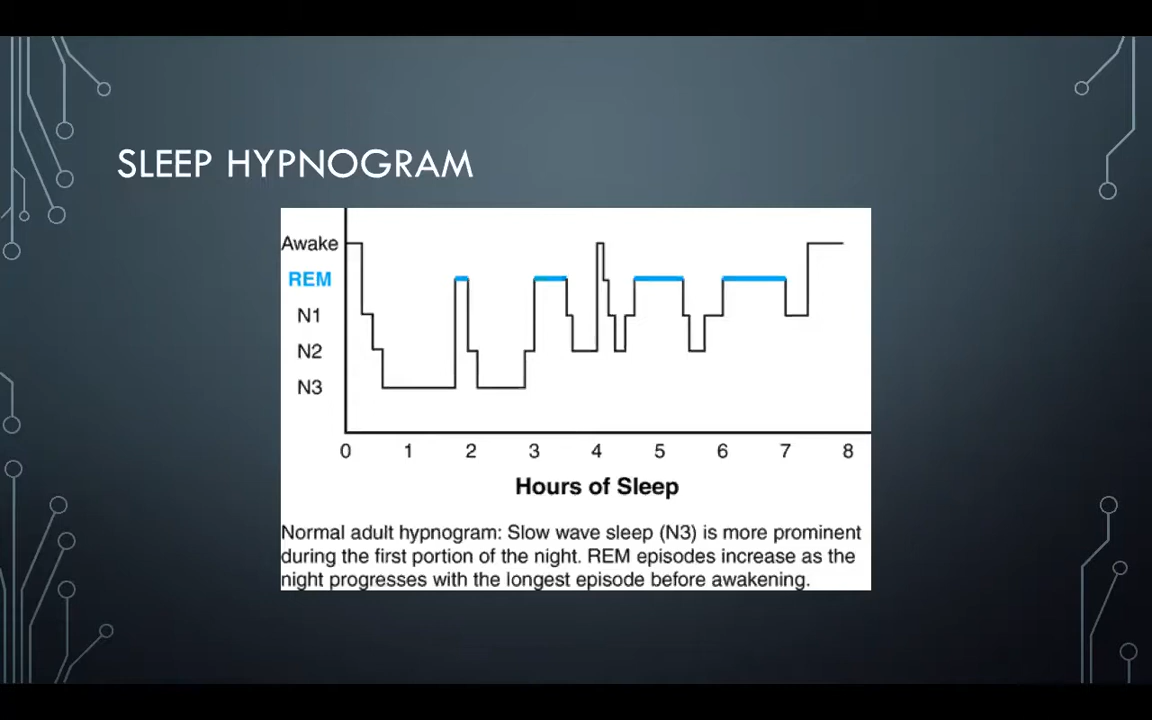 SLEEP HYPNOGRAM
Awake
REM
N1
N2
N3
0 1 2 3 4 5 6 7 8
Hours of Sleep
Normal adult hypnogram: Slow wave sleep (N3) is more prominent
during the first portion of the night. REM episodes increase as the
night progresses with the longest episode before awakening.